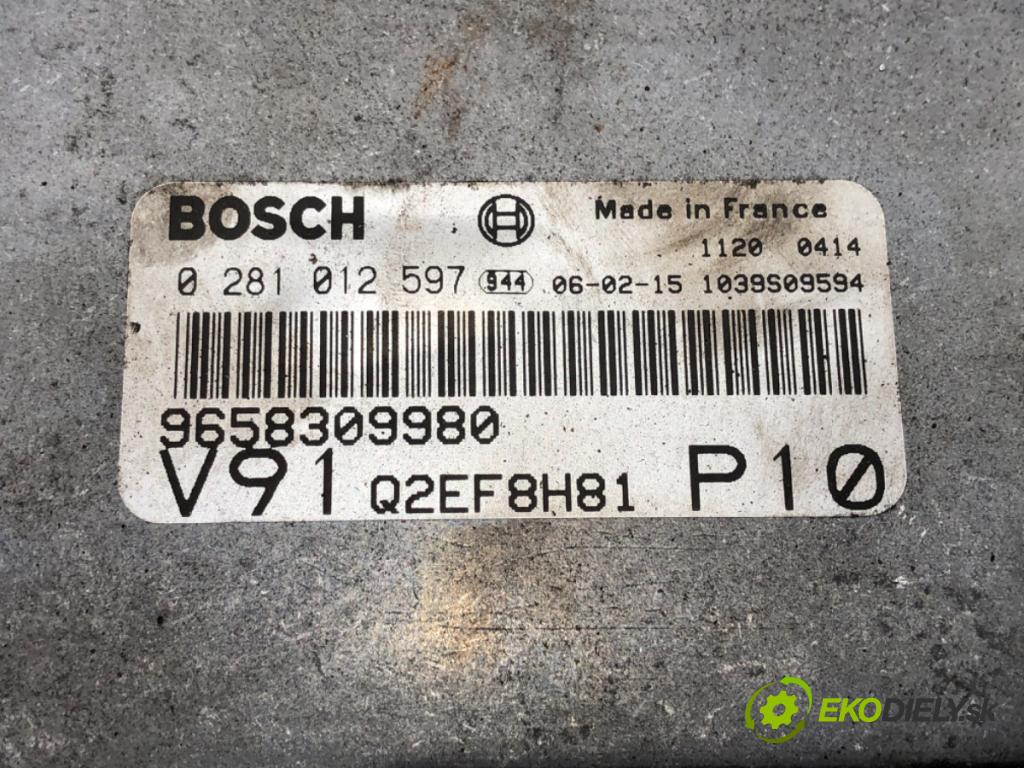 BOSCH Made in France
1120 0414
0 281 012 597 944 06-02-15 1039S09594
9658309980
V91 Q2EF8H81 P10
EKODIELY.sk